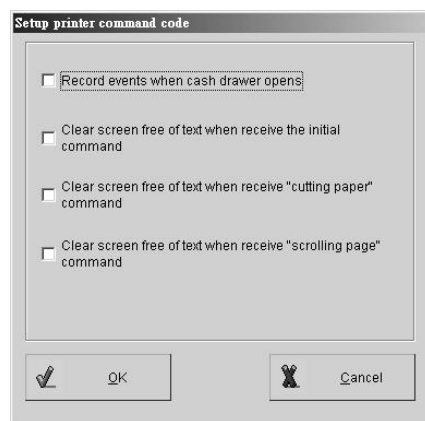 Setup printer command code
Record events when cash drawer opens
Clear screen free of text when receive the initial
command
Clear screen free of text when receive "cutting paper"
command
Clear screen free of text when receive "scrolling page"
command
OK
Cancel